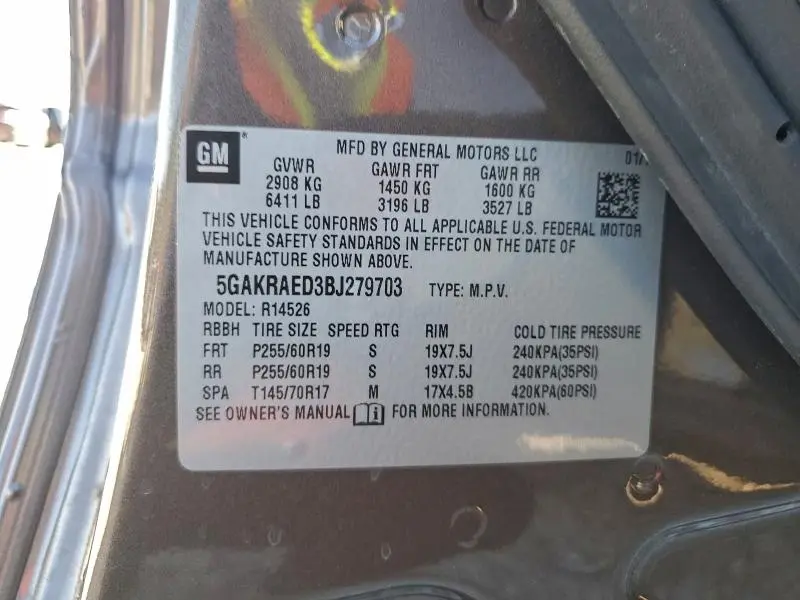 GM ®
MFD BY GENERAL MOTORS LLC 01/
GVWR GAWR FRT GAWR RR
2908 KG 1450 KG 1600 KG
6411 LB 3196 LB 3527 LB
THIS VEHICLE CONFORMS TO ALL APPLICABLE U.S. FEDERAL MOTOR
VEHICLE SAFETY STANDARDS IN EFFECT ON THE DATE OF
MANUFACTURE SHOWN ABOVE.
5GAKRAED3BJ279703 TYPE: M.P.V.
MODEL: R14526
RBBH TIRE SIZE SPEED RTG RIM COLD TIRE PRESSURE
FRT P255/60R19 S 19X7.5J 240KPA(35PSI)
RR P255/60R19 S 19X7.5J 240KPA(35PSI)
SPA T145/70R17 M 17X4.5B 420KPA(60PSI)
SEE OWNER'S MANUAL i FOR MORE INFORMATION.